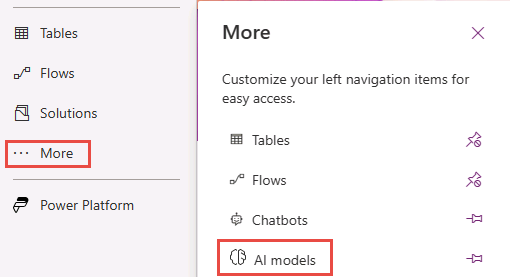 Tables
Flows
Solutions
··· More
Power Platform
More
Customize your left navigation items for
easy access.
Tables
Flows
Chatbots
AI models